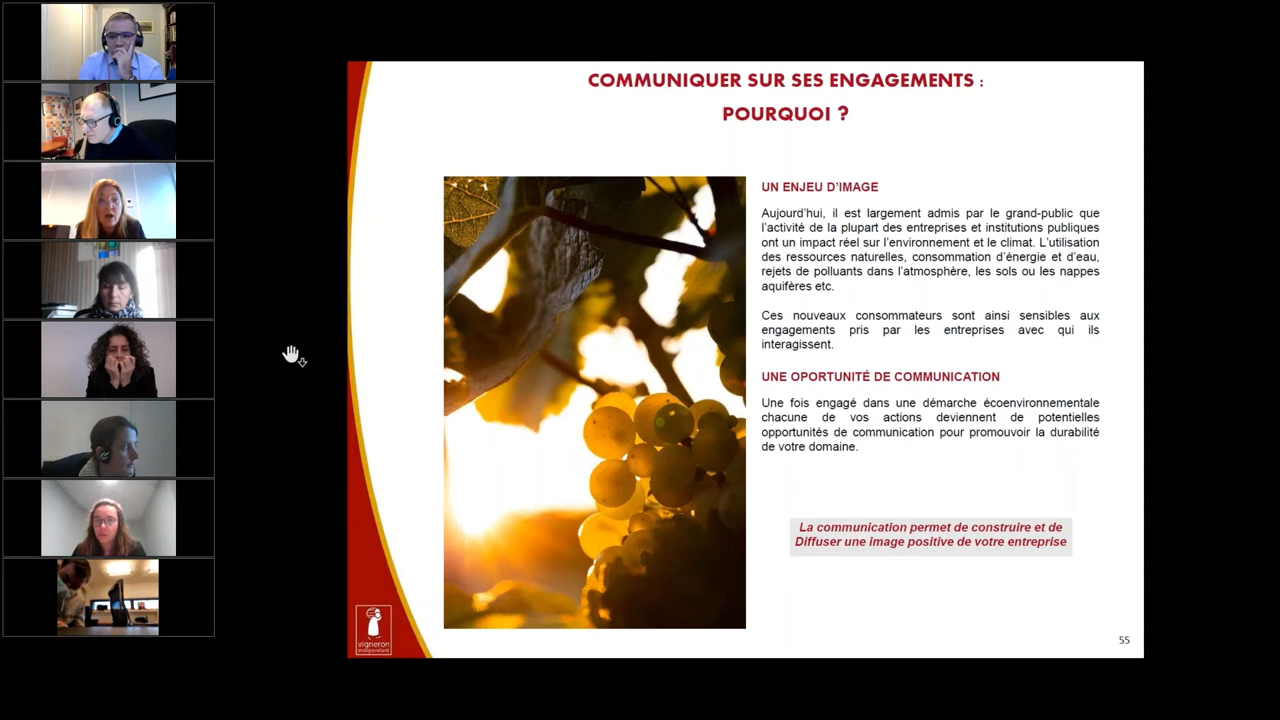 COMMUNIQUER SUR SES ENGAGEMENTS :
POURQUOI ?
UN ENJEU D'IMAGE
Aujourd'hui, il est largement admis par le grand-public que
l'activité de la plupart des entreprises et institutions publiques
ont un impact réel sur l'environnement et le climat. L'utilisation
des ressources naturelles, consommation d'énergie et d'eau,
rejets de polluants dans l'atmosphère, les sols ou les nappes
aquifères etc.
Ces nouveaux consommateurs sont ainsi sensibles aux
engagements pris par les entreprises avec qui ils
interagissent.
UNE OPORTUNITÉ DE COMMUNICATION
Une fois engagé dans une démarche écoenvironnementale
chacune de vos actions deviennent de potentielles
opportunités de communication pour promouvoir la durabilité
de votre domaine.
La communication permet de construire et de
Diffuser une image positive de votre entreprise
vigneron
indépendant
55